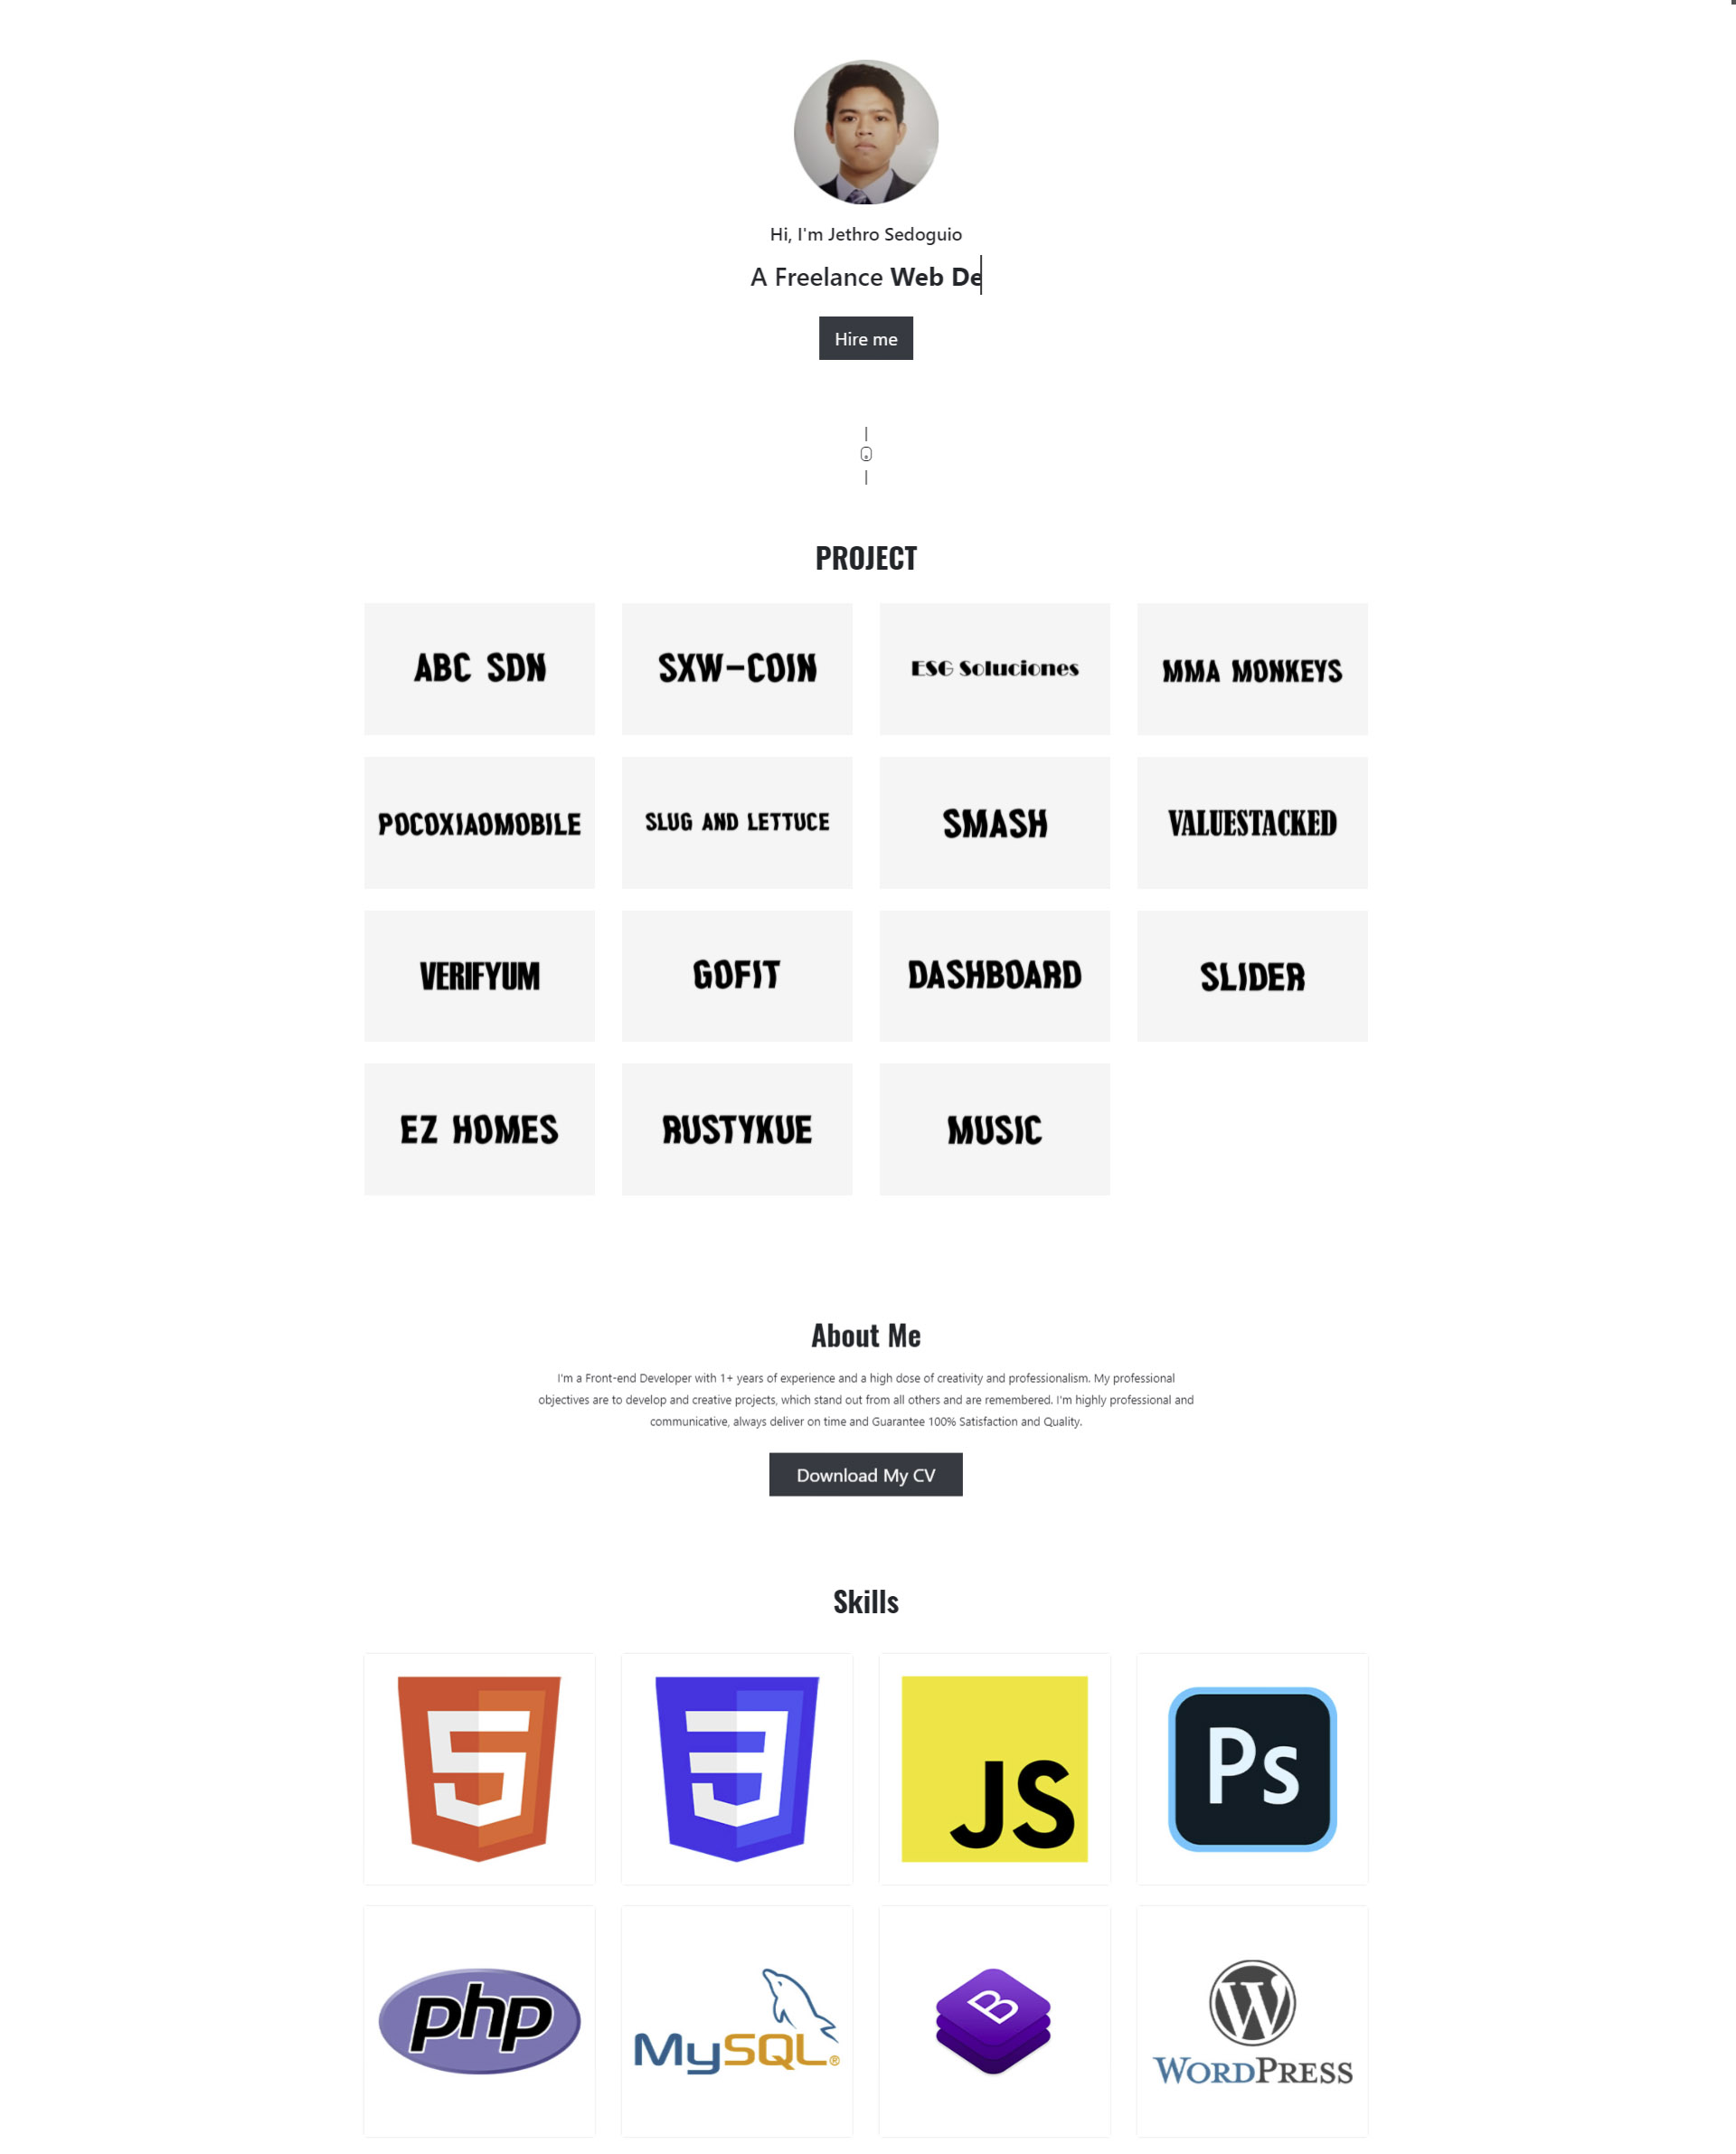 Hi, I'm Jethro Sedoguio
A Freelance Web De
Hire me
PROJECT
ABC SDN
SXW-COIN
ESG Soluciones
MMA MONKEYS
POCOXIAOMOBILE
SLUG AND LETTUCE
SMASH
VALUESTACKED
VERIFYUM
GOFIT
DASHBOARD
SLIDER
EZ HOMES
RUSTYKUE
MUSIC
About Me
I'm a Front-end Developer with 1+ years of experience and a high dose of creativity and professionalism. My professional
objectives are to develop and creative projects, which stand out from all others and are remembered. I'm highly professional and
communicative, always deliver on time and Guarantee 100% Satisfaction and Quality.
Download My CV
Skills
5
3
JS
Ps
php
MySQL®
B
W
WORDPRESS